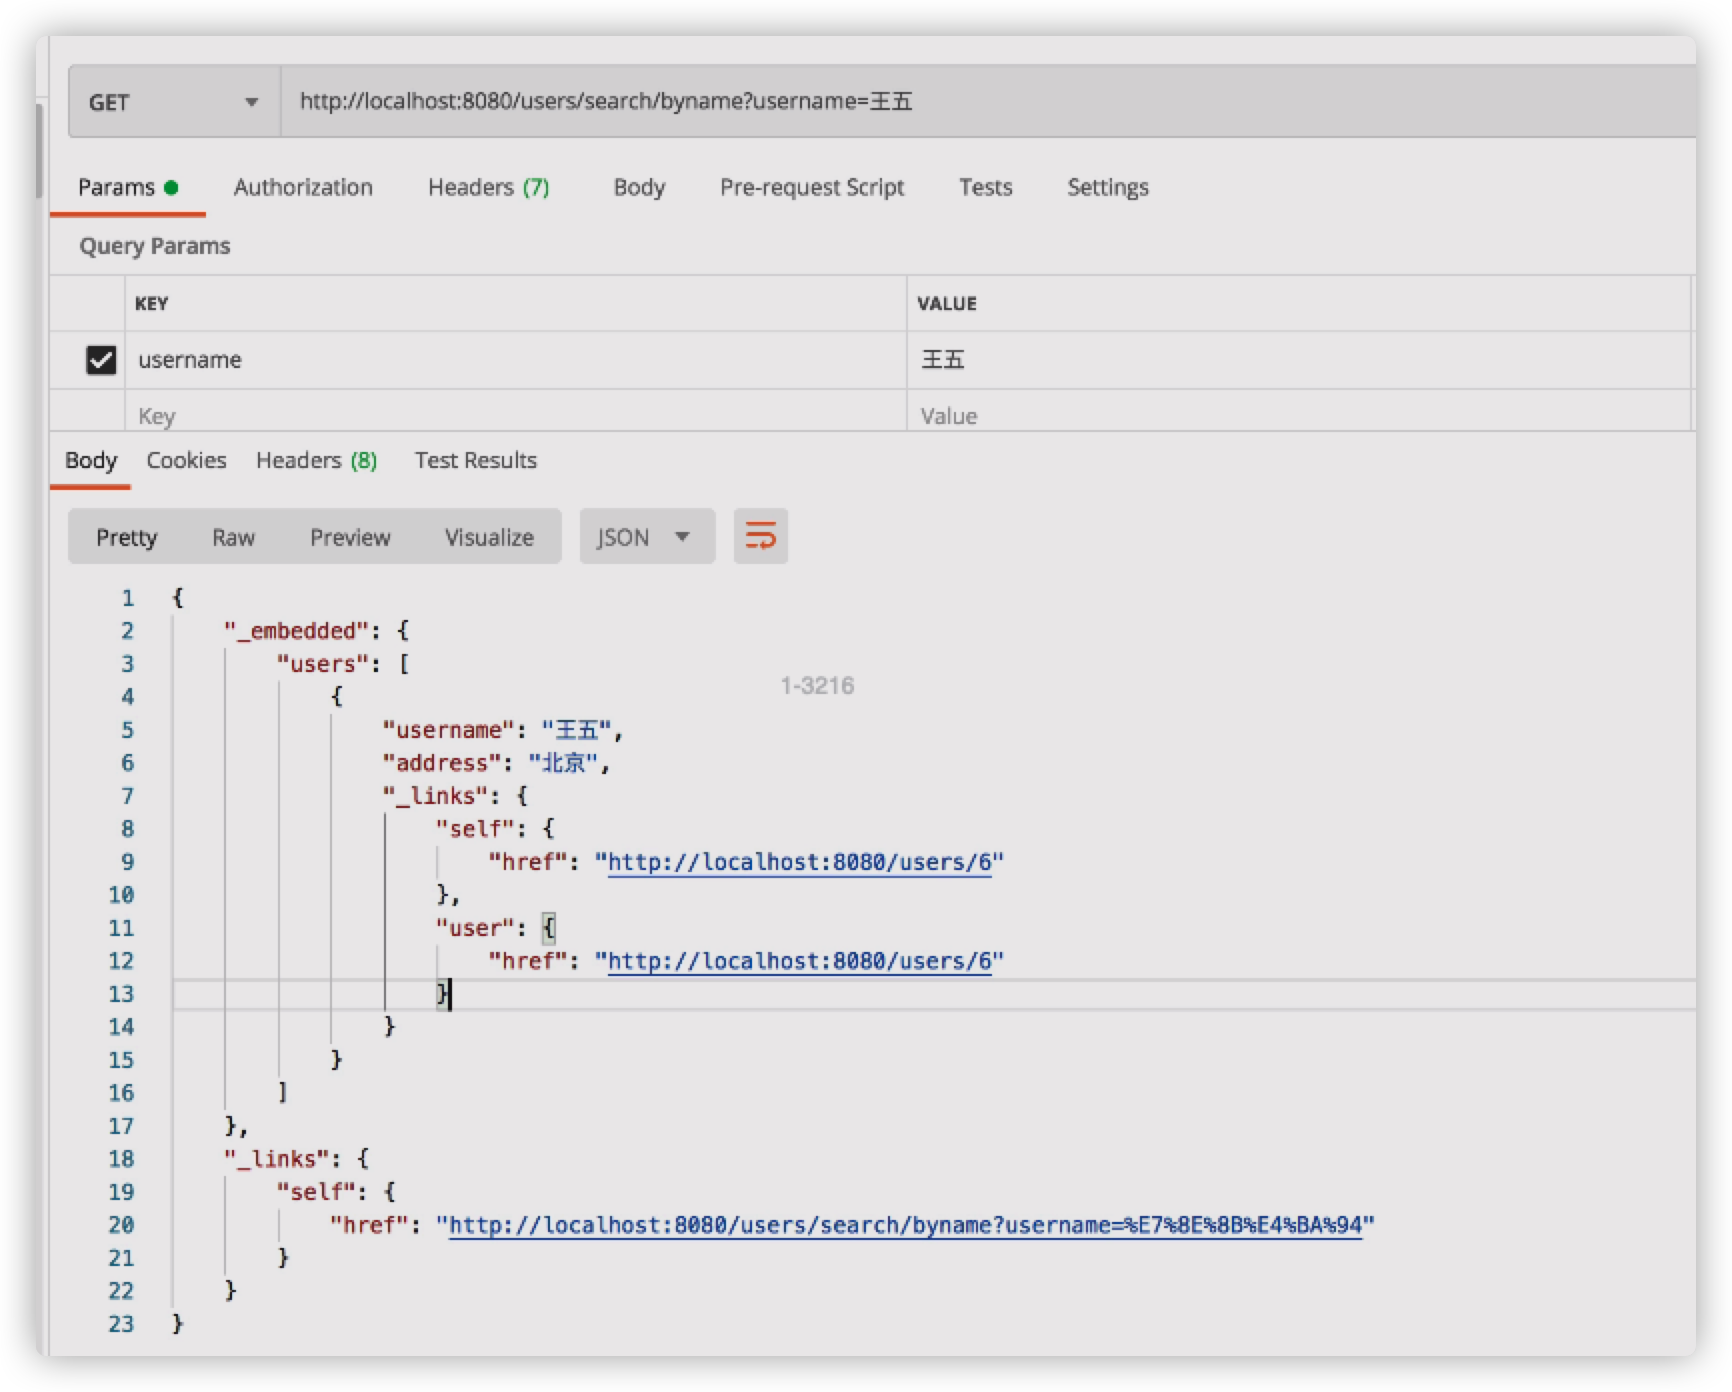 GET http://localhost:8080/users/search/byname?username=王五
Params Authorization Headers (7) Body Pre-request Script Tests Settings
Query Params
KEY VALUE
username 王五
Key Value
Body Cookies Headers (8) Test Results
Pretty Raw Preview Visualize JSON
1 {
2 "_embedded": {
3 "users": [
1-3216
4 {
5 "username": "王五",
6 "address": "北京",
7 "_links": {
8 "self": {
9 "href": "http://localhost:8080/users/6"
10 },
11 "user": {
12 "href": "http://localhost:8080/users/6"
13 }
14 }
15 }
16 ]
17 },
18 "_links": {
19 "self": {
20 "href": "http://localhost:8080/users/search/byname?username=%E7%8E%8B%E4%BA%94"
21 }
22 }
23 }